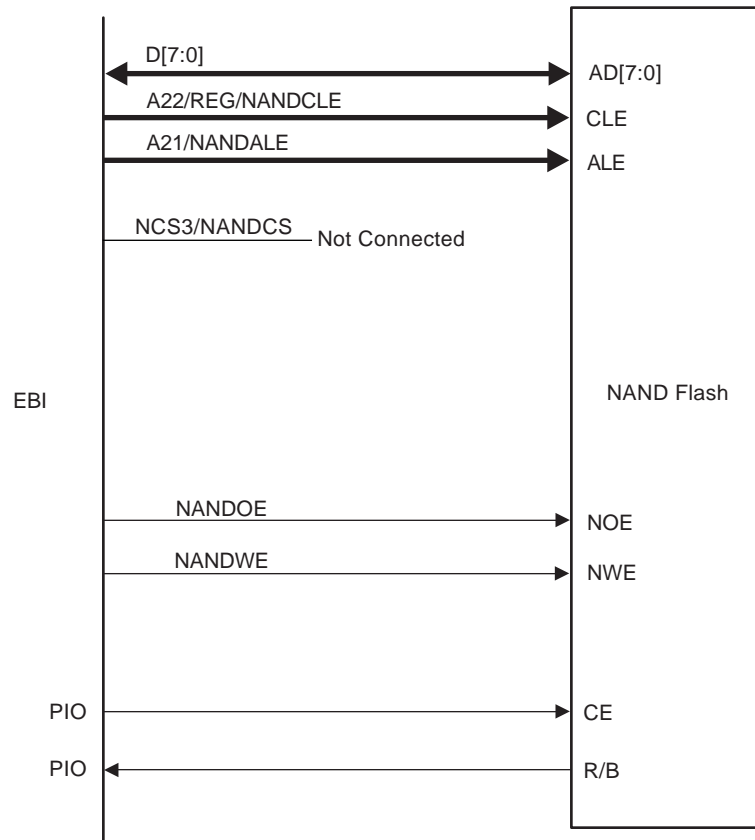 D[7:0]
AD[7:0]
A22/REG/NANDCLE
CLE
A21/NANDALE
ALE
NCS3/NANDCS
Not Connected
EBI
NAND Flash
NANDOE
NOE
NANDWE
NWE
PIO
CE
PIO
R/B